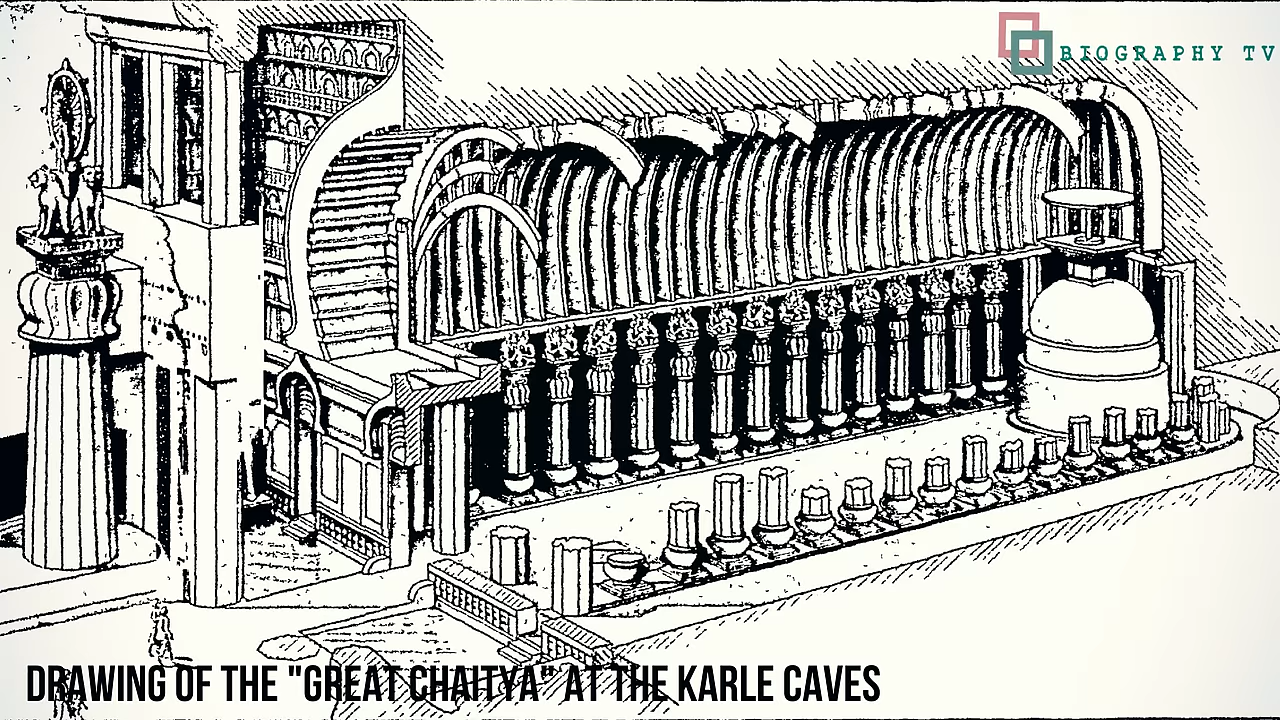 BIOGRAPHY TV
DRAWING OF THE "GREAT CHAITYA" AT THE KARLE CAVES